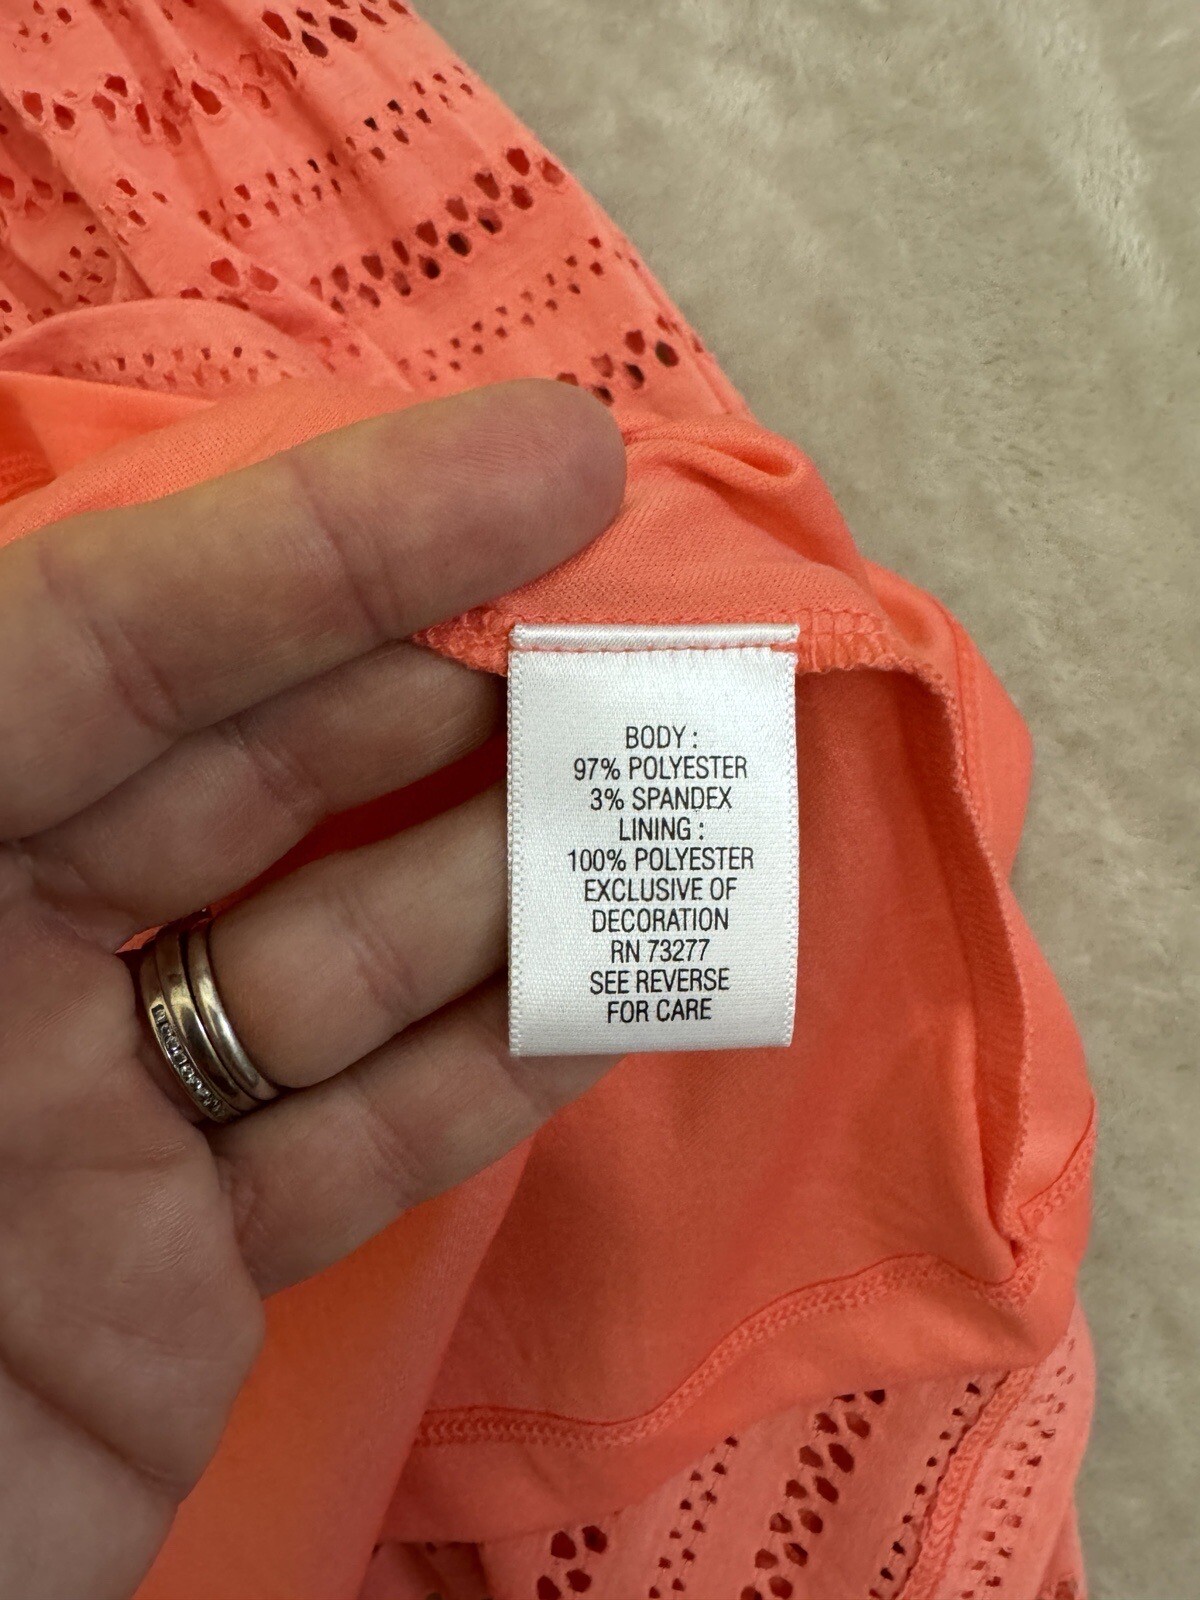 BODY :
97% POLYESTER
3% SPANDEX
LINING :
100% POLYESTER
EXCLUSIVE OF
DECORATION
RN 73277
SEE REVERSE
FOR CARE